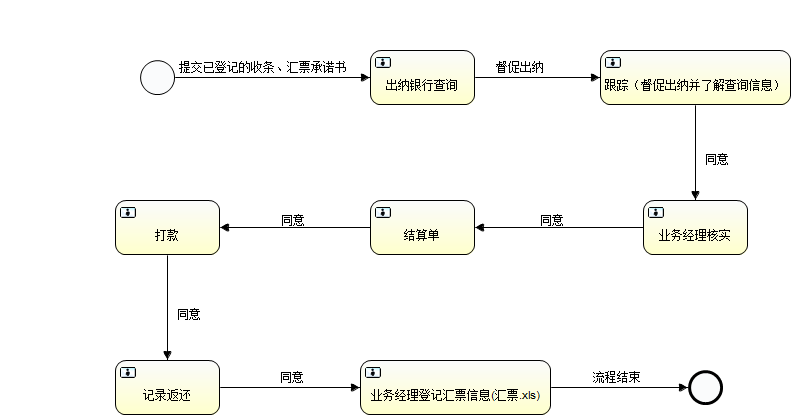 提交已登记的收条、汇票承诺书
出纳银行查询
督促出纳
跟踪（督促出纳并了解查询信息）
同意
业务经理核实
同意
结算单
同意
打款
同意
记录返还
同意
业务经理登记汇票信息(汇票.xls)
流程结束